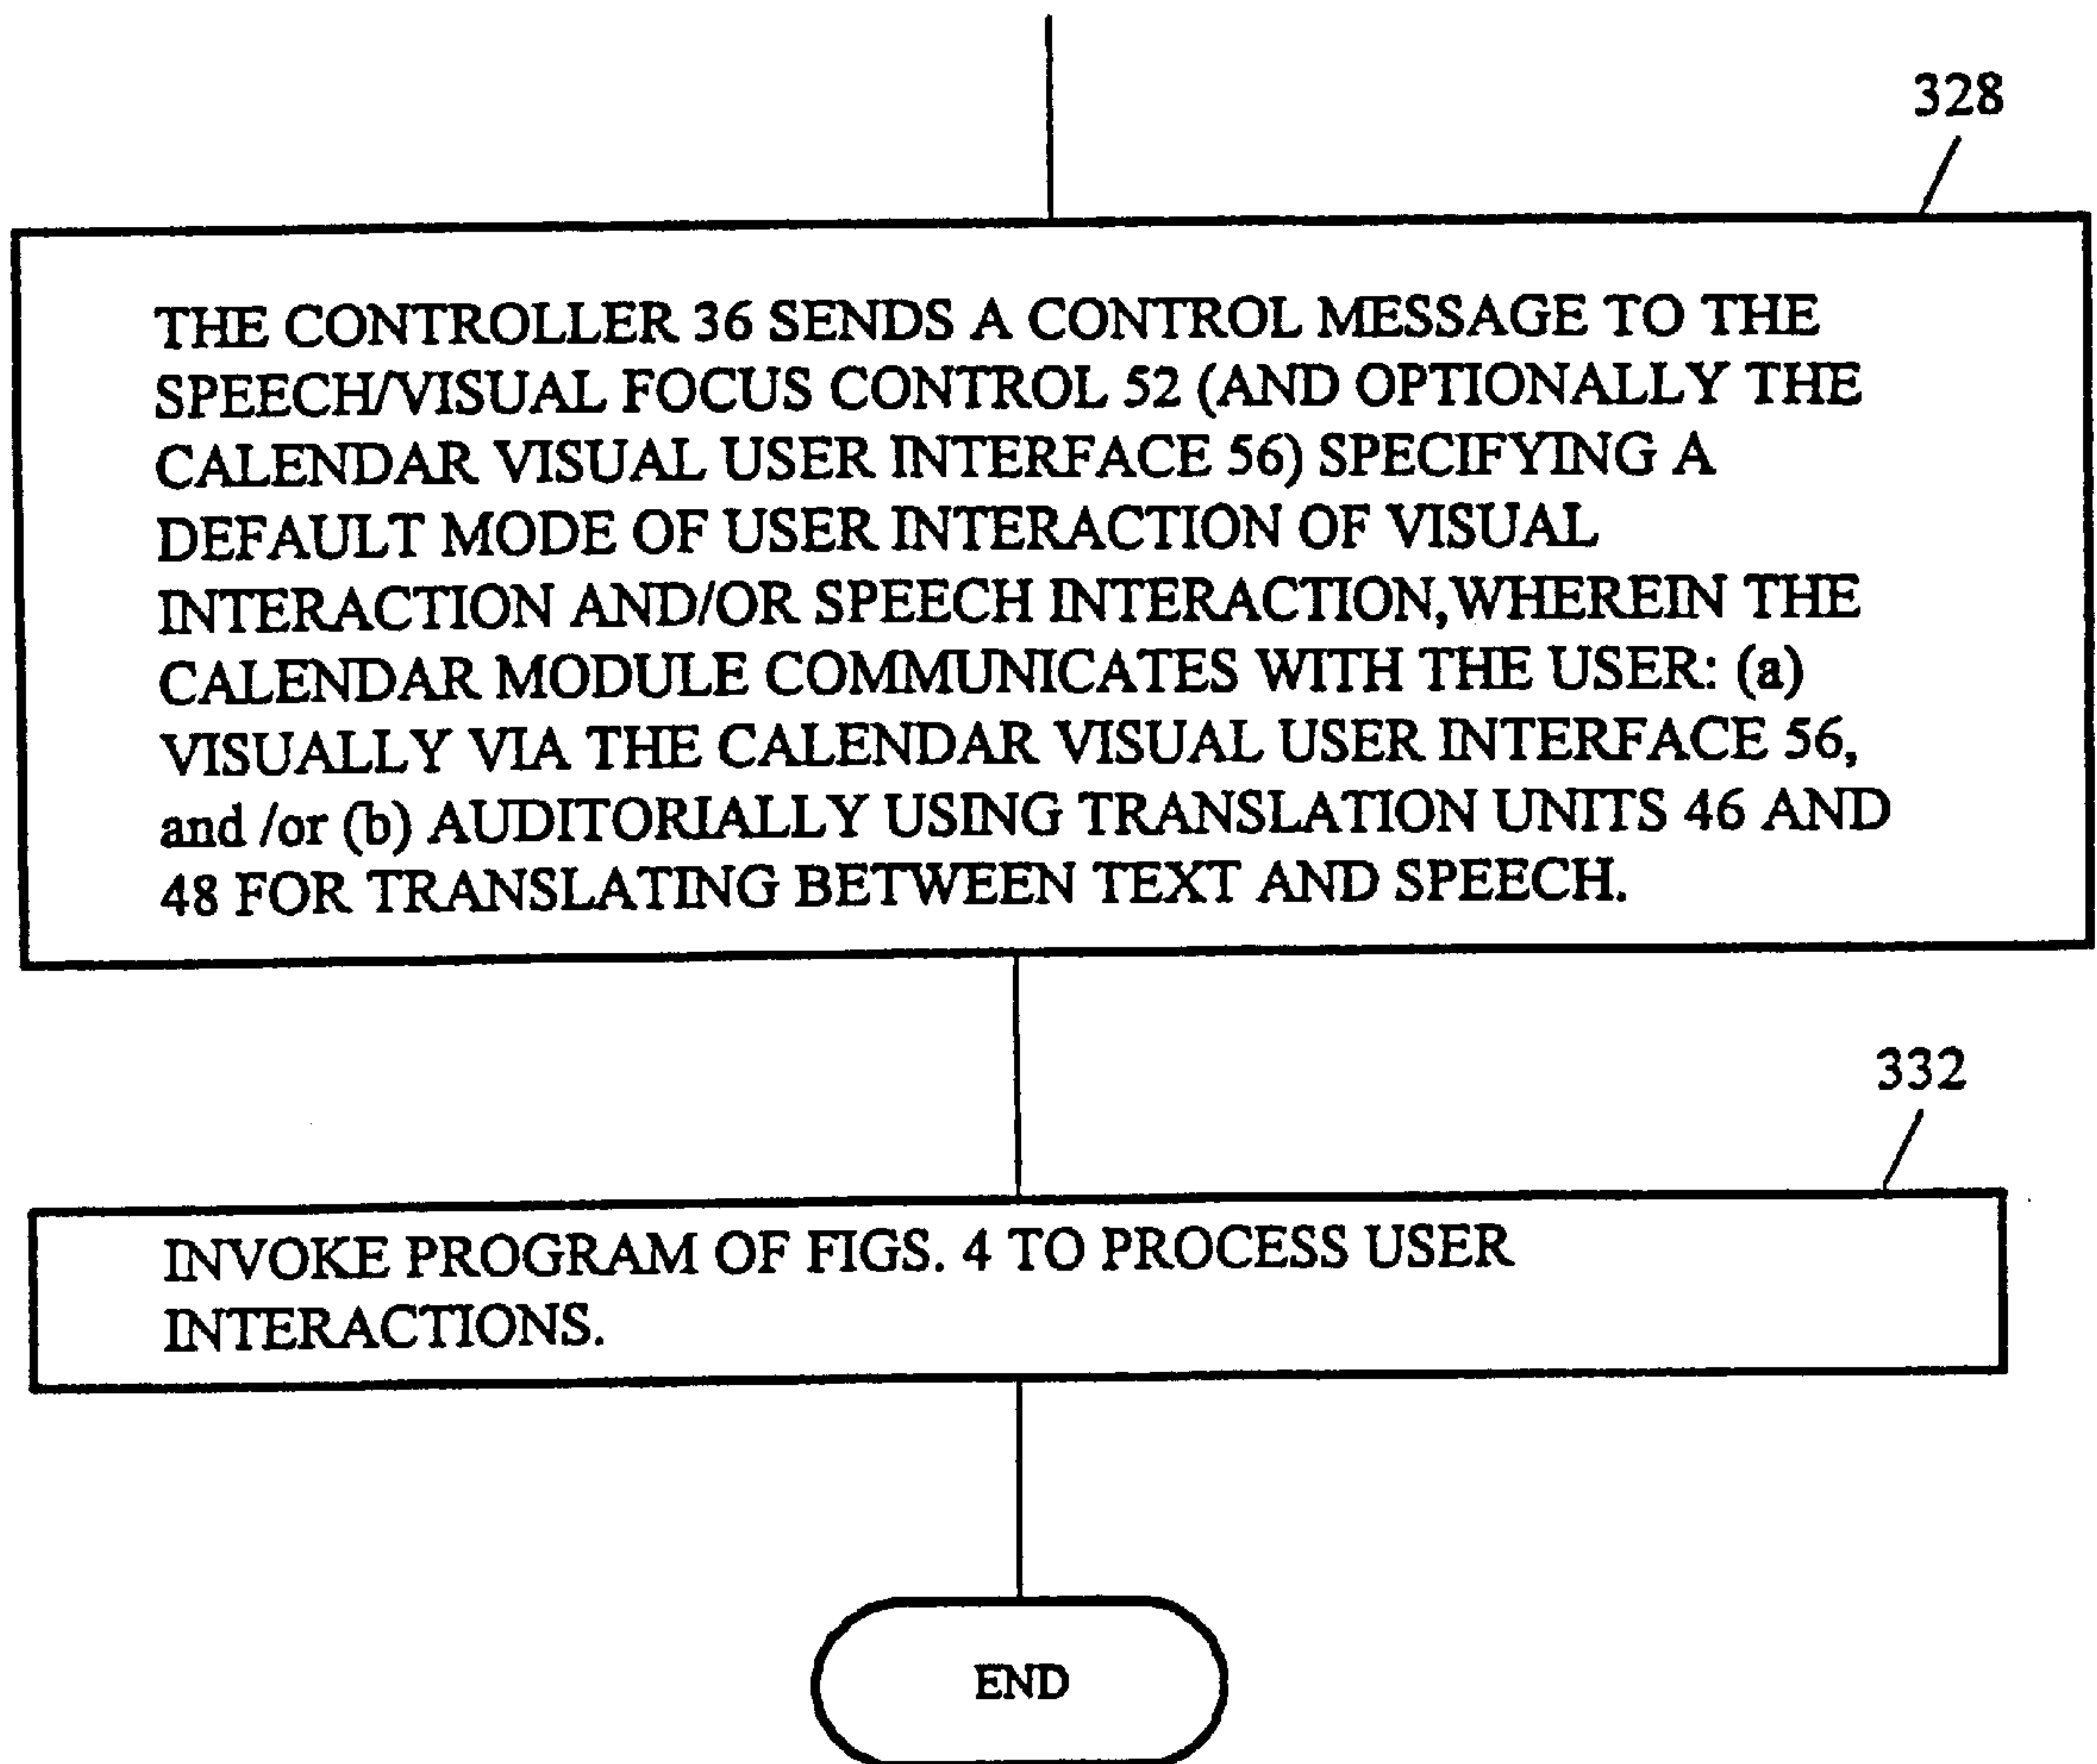 328
THE CONTROLLER 36 SENDS A CONTROL MESSAGE TO THE
SPEECH/VISUAL FOCUS CONTROL 52 (AND OPTIONALLY THE
CALENDAR VISUAL USER INTERFACE 56) SPECIFYING A
DEFAULT MODE OF USER INTERACTION OF VISUAL
INTERACTION AND/OR SPEECH INTERACTION,WHEREIN THE
CALENDAR MODULE COMMUNICATES WITH THE USER: (a)
VISUALLY VIA THE CALENDAR VISUAL USER INTERFACE 56,
and /or (b) AUDITORIALLY USING TRANSLATION UNITS 46 AND
48 FOR TRANSLATING BETWEEN TEXT AND SPEECH.
332
INVOKE PROGRAM OF FIGS. 4 TO PROCESS USER
INTERACTIONS.
END